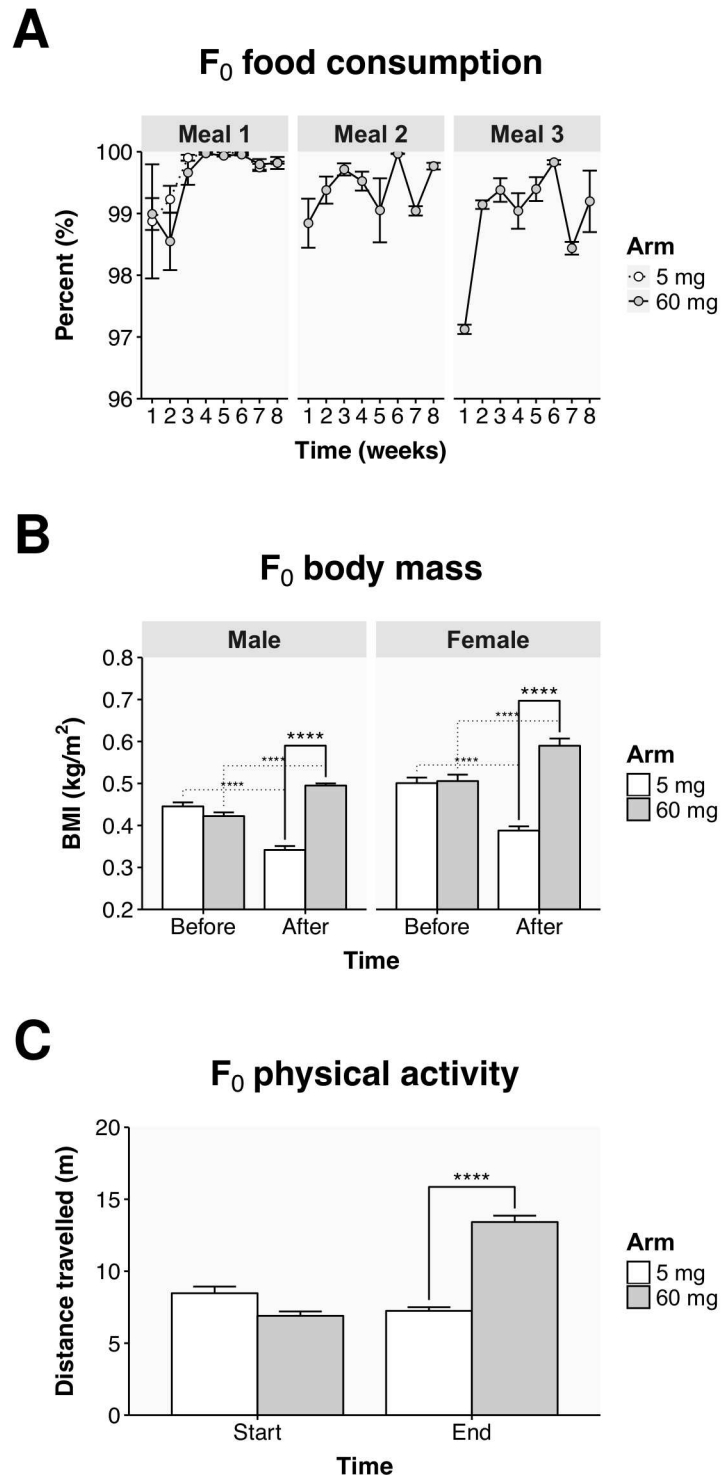 A
F₀ food consumption
Meal 1 Meal 2 Meal 3
100
99
98
97
96
Percent (%)
1 2 3 4 5 6 7 8 1 2 3 4 5 6 7 8 1 2 3 4 5 6 7 8
Time (weeks)
Arm
5 mg
60 mg
B
F₀ body mass
Male Female
0.8
0.7
0.6
0.5
0.4
0.3
0.2
BMI (kg/m²)
**** **** ****
**** **** ****
Before After Before After
Time
Arm
5 mg
60 mg
C
F₀ physical activity
20
15
10
5
0
Distance travelled (m)
****
Start End
Time
Arm
5 mg
60 mg